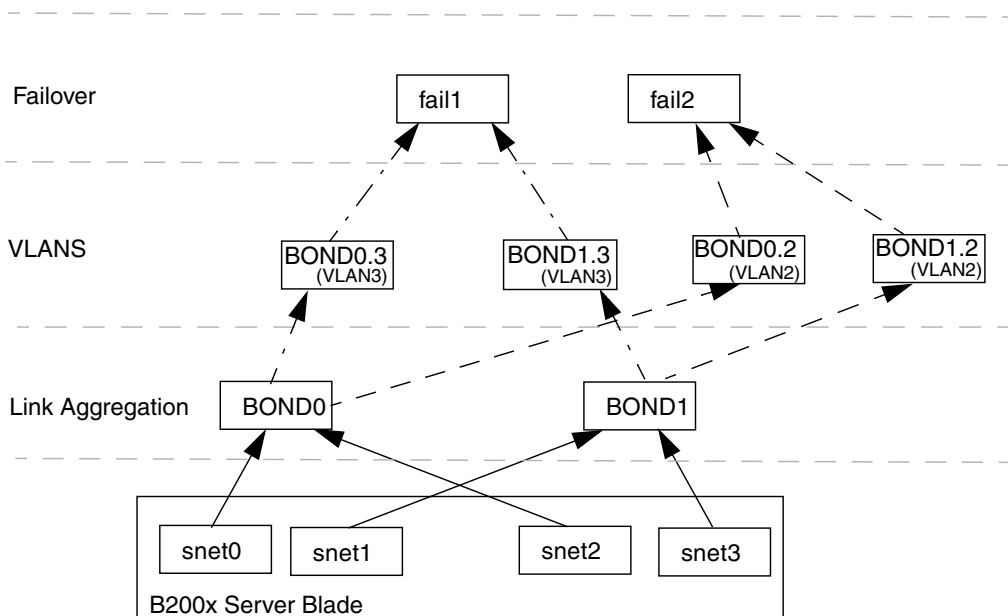 Failover
fail1
fail2
VLANS
BOND0.3
(VLAN3)
BOND1.3
(VLAN3)
BOND0.2
(VLAN2)
BOND1.2
(VLAN2)
Link Aggregation
BOND0
BOND1
snet0
snet1
snet2
snet3
B200x Server Blade